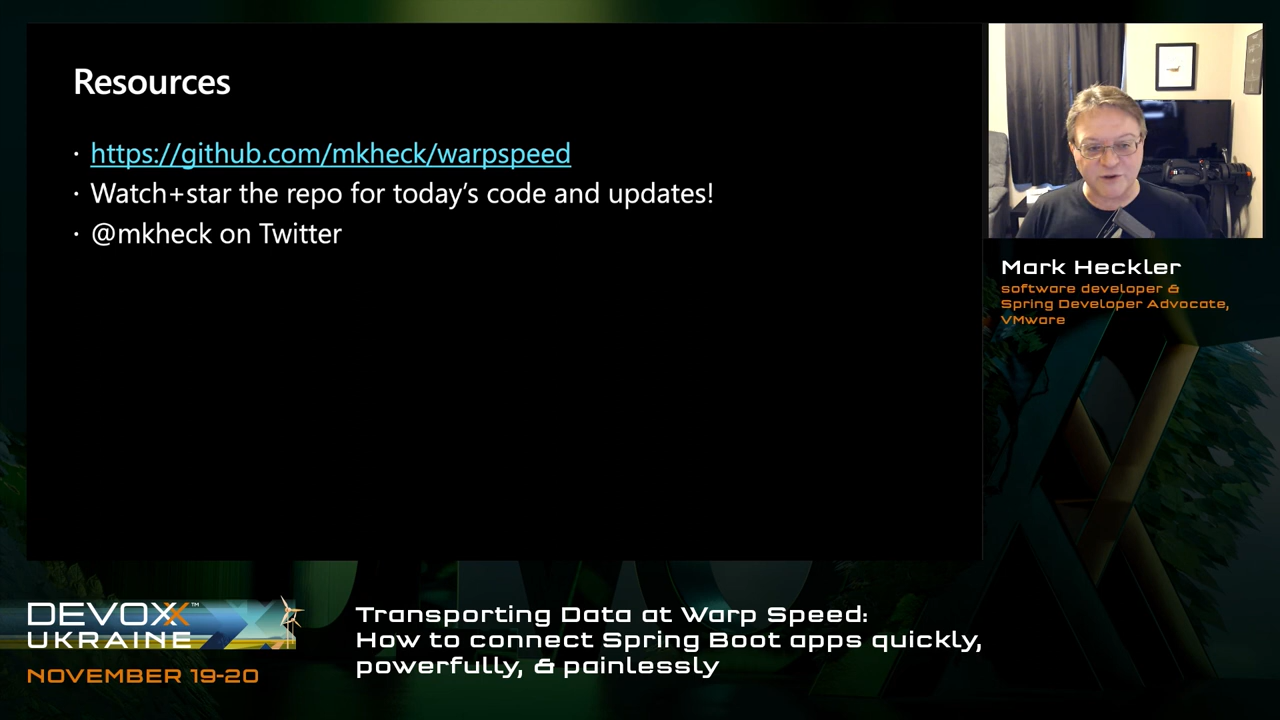 Resources
· https://github.com/mkheck/warpspeed
· Watch+star the repo for today's code and updates!
· @mkheck on Twitter
Mark Heckler
software developer &
Spring Developer Advocate,
VMware
DEVOXX™
UKRAINE
NOVEMBER 19-20
Transporting Data at Warp Speed:
How to connect Spring Boot apps quickly,
powerfully, & painlessly